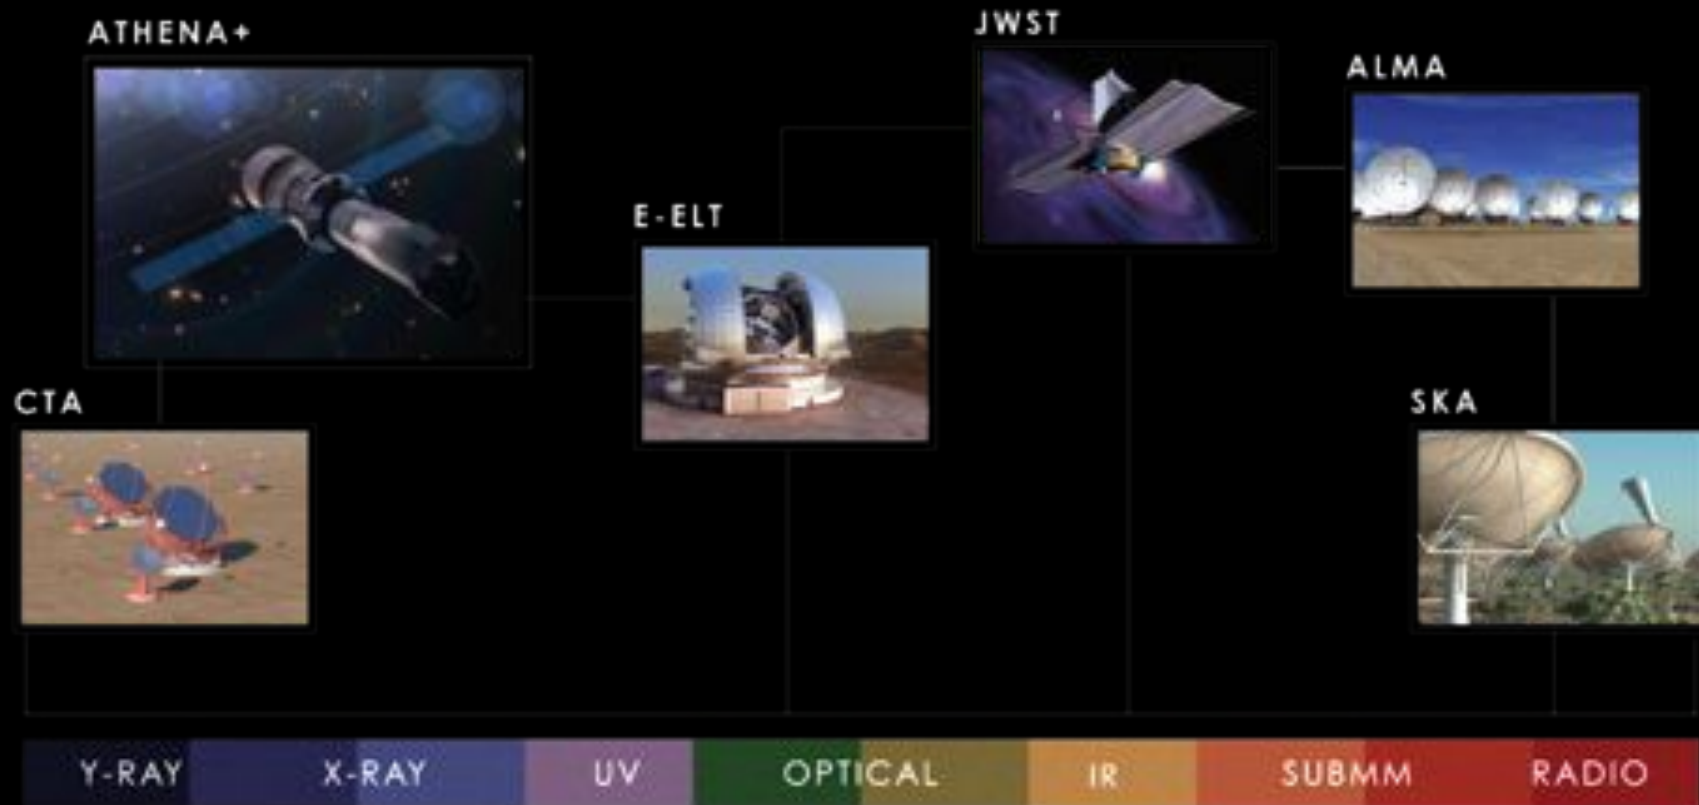 ATHENA+
JWST
ALMA
E-ELT
CTA
SKA
Y-RAY X-RAY UV OPTICAL IR SUBMM RADIO